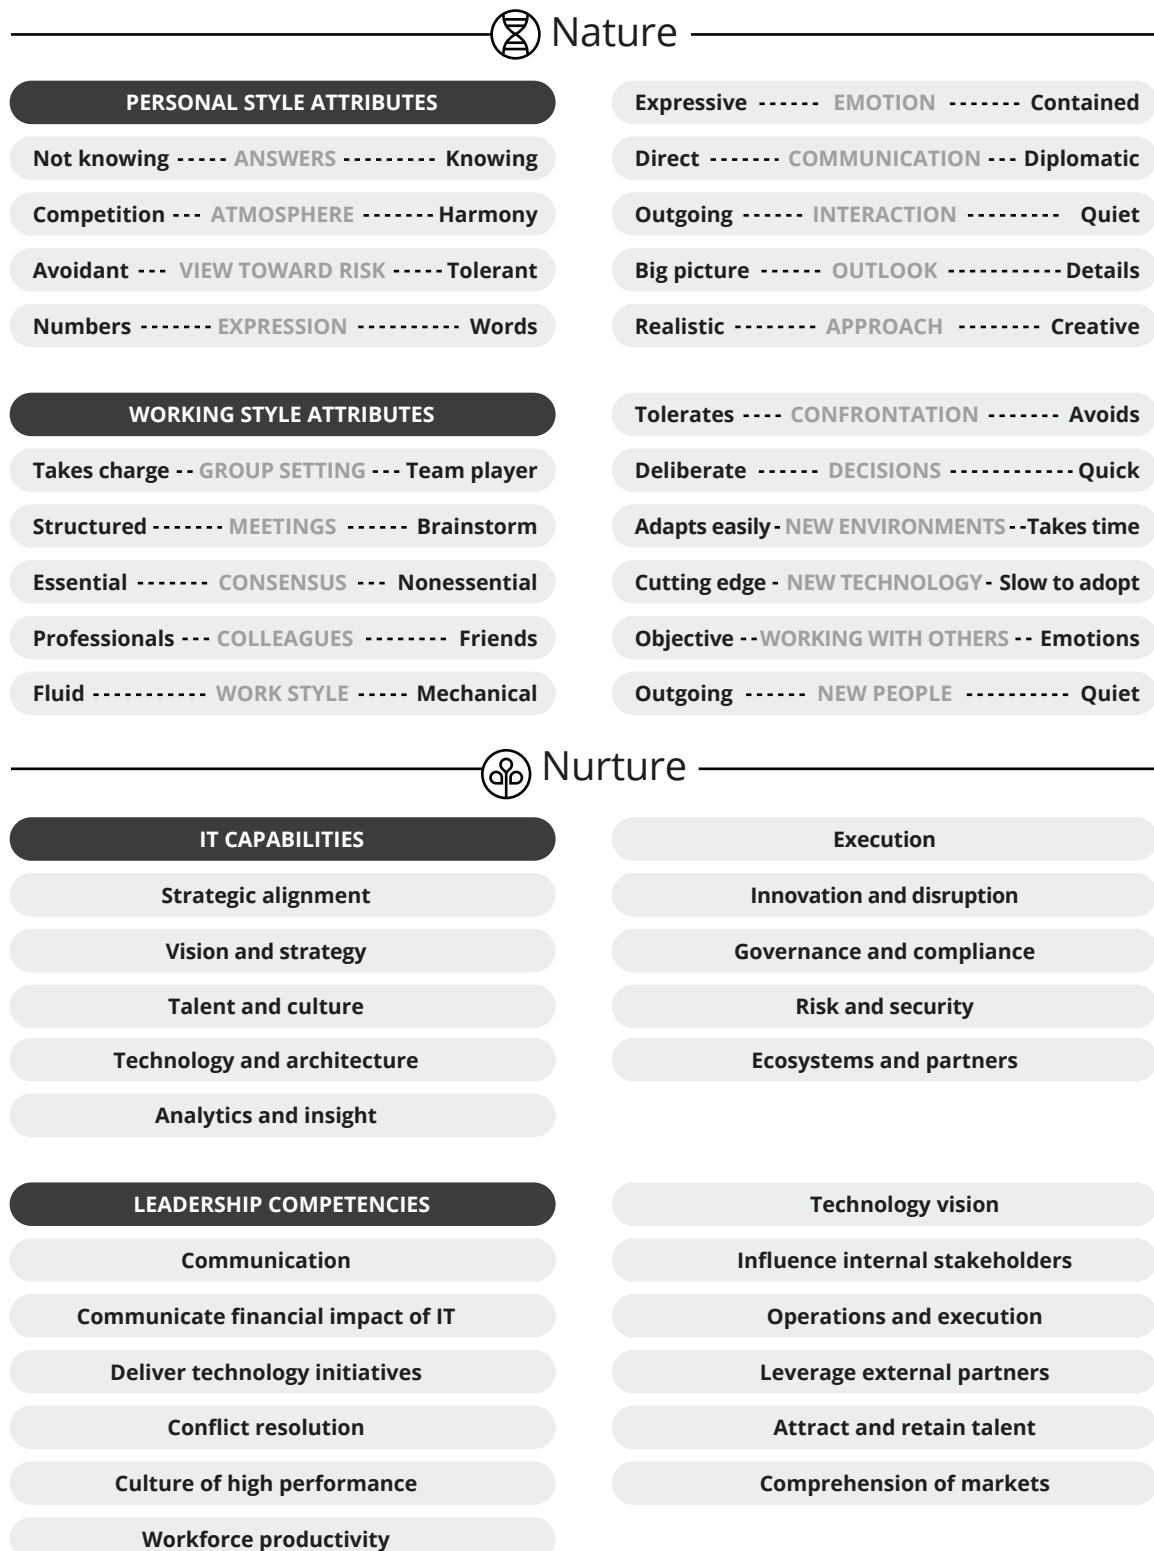 Nature
PERSONAL STYLE ATTRIBUTES
Not knowing ----- ANSWERS --------- Knowing
Competition --- ATMOSPHERE ------- Harmony
Avoidant --- VIEW TOWARD RISK ----- Tolerant
Numbers ------- EXPRESSION ---------- Words
Expressive ------ EMOTION ------- Contained
Direct ------- COMMUNICATION --- Diplomatic
Outgoing ------ INTERACTION --------- Quiet
Big picture ------ OUTLOOK ----------- Details
Realistic -------- APPROACH -------- Creative
WORKING STYLE ATTRIBUTES
Takes charge -- GROUP SETTING --- Team player
Structured ------- MEETINGS ------ Brainstorm
Essential ------- CONSENSUS --- Nonessential
Professionals --- COLLEAGUES -------- Friends
Fluid ----------- WORK STYLE ----- Mechanical
Tolerates ---- CONFRONTATION ------- Avoids
Deliberate ------ DECISIONS ------------ Quick
Adapts easily - NEW ENVIRONMENTS -- Takes time
Cutting edge - NEW TECHNOLOGY - Slow to adopt
Objective -- WORKING WITH OTHERS -- Emotions
Outgoing ------ NEW PEOPLE ---------- Quiet
Nurture
IT CAPABILITIES
Strategic alignment
Vision and strategy
Talent and culture
Technology and architecture
Analytics and insight
Execution
Innovation and disruption
Governance and compliance
Risk and security
Ecosystems and partners
LEADERSHIP COMPETENCIES
Communication
Communicate financial impact of IT
Deliver technology initiatives
Conflict resolution
Culture of high performance
Workforce productivity
Technology vision
Influence internal stakeholders
Operations and execution
Leverage external partners
Attract and retain talent
Comprehension of markets